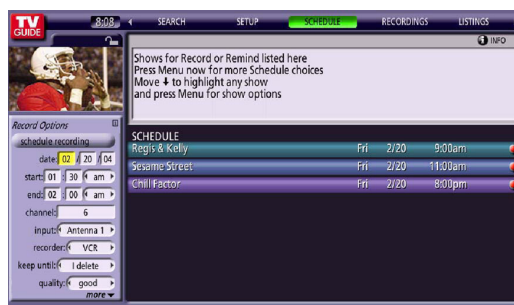 TV GUIDE
8:08
SEARCH SETUP SCHEDULE RECORDINGS LISTINGS
INFO
Shows for Record or Remind listed here
Press Menu now for more Schedule choices
Move ↓ to highlight any show
and press Menu for show options
Record Options
schedule recording
date: 02 / 20 / 04
start: 01 : 30 am
end: 02 : 00 am
channel: 6
input: Antenna 1
recorder: VCR
keep until: I delete
quality: good
more
SCHEDULE
Regis & Kelly Fri 2/20 9:00am
Sesame Street Fri 2/20 11:00am
Chill Factor Fri 2/20 8:00pm